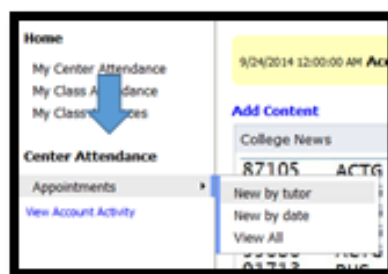 Home
My Center Attendance
My Class
My Class
Center Attendance
Appointments
View Account Activity
9/24/2014 12:00:00 AM
Add Content
College News
87105 ACTG
New by tutor
New by date
View All